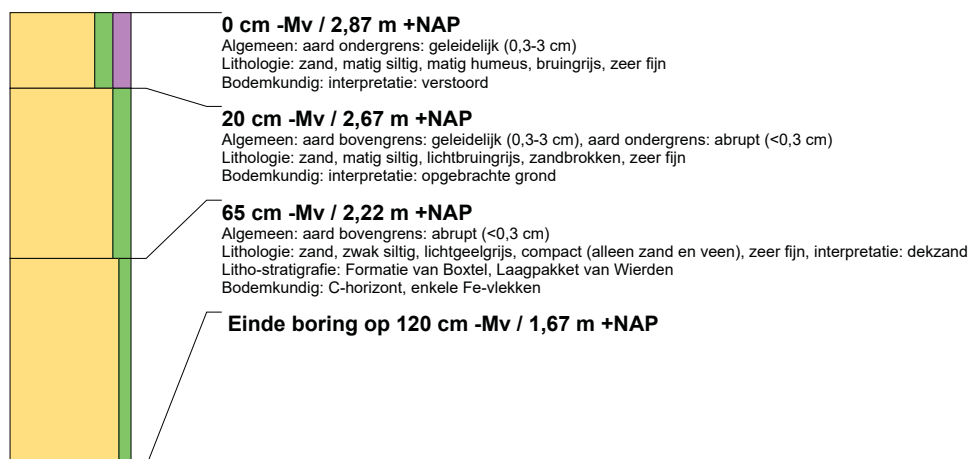 0 cm -Mv / 2,87 m +NAP
Algemeen: aard ondergrens: geleidelijk (0,3-3 cm)
Lithologie: zand, matig siltig, matig humeus, bruingrijs, zeer fijn
Bodemkundig: interpretatie: verstoord
20 cm -Mv / 2,67 m +NAP
Algemeen: aard bovengrens: geleidelijk (0,3-3 cm), aard ondergrens: abrupt (<0,3 cm)
Lithologie: zand, matig siltig, lichtbruingrijs, zandbrokken, zeer fijn
Bodemkundig: interpretatie: opgebrachte grond
65 cm -Mv / 2,22 m +NAP
Algemeen: aard bovengrens: abrupt (<0,3 cm)
Lithologie: zand, zwak siltig, lichtgeelgrijs, compact (alleen zand en veen), zeer fijn, interpretatie: dekzand
Litho-stratigrafie: Formatie van Boxtel, Laagpakket van Wierden
Bodemkundig: C-horizont, enkele Fe-vlekken
Einde boring op 120 cm -Mv / 1,67 m +NAP